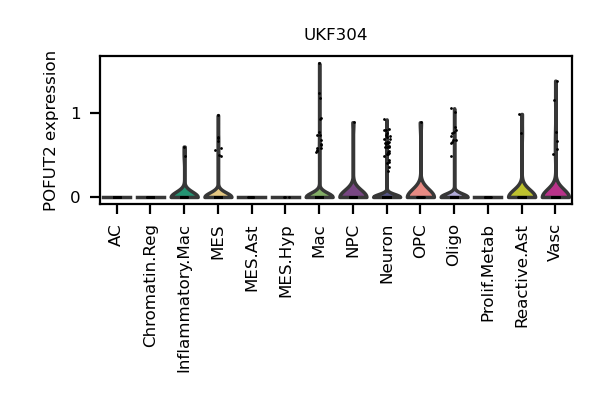 UKF304
POFUT2 expression
1
0
AC
Chromatin.Reg
Inflammatory.Mac
MES
MES.Ast
MES.Hyp
Mac
NPC
Neuron
OPC
Oligo
Prolif.Metab
Reactive.Ast
Vasc